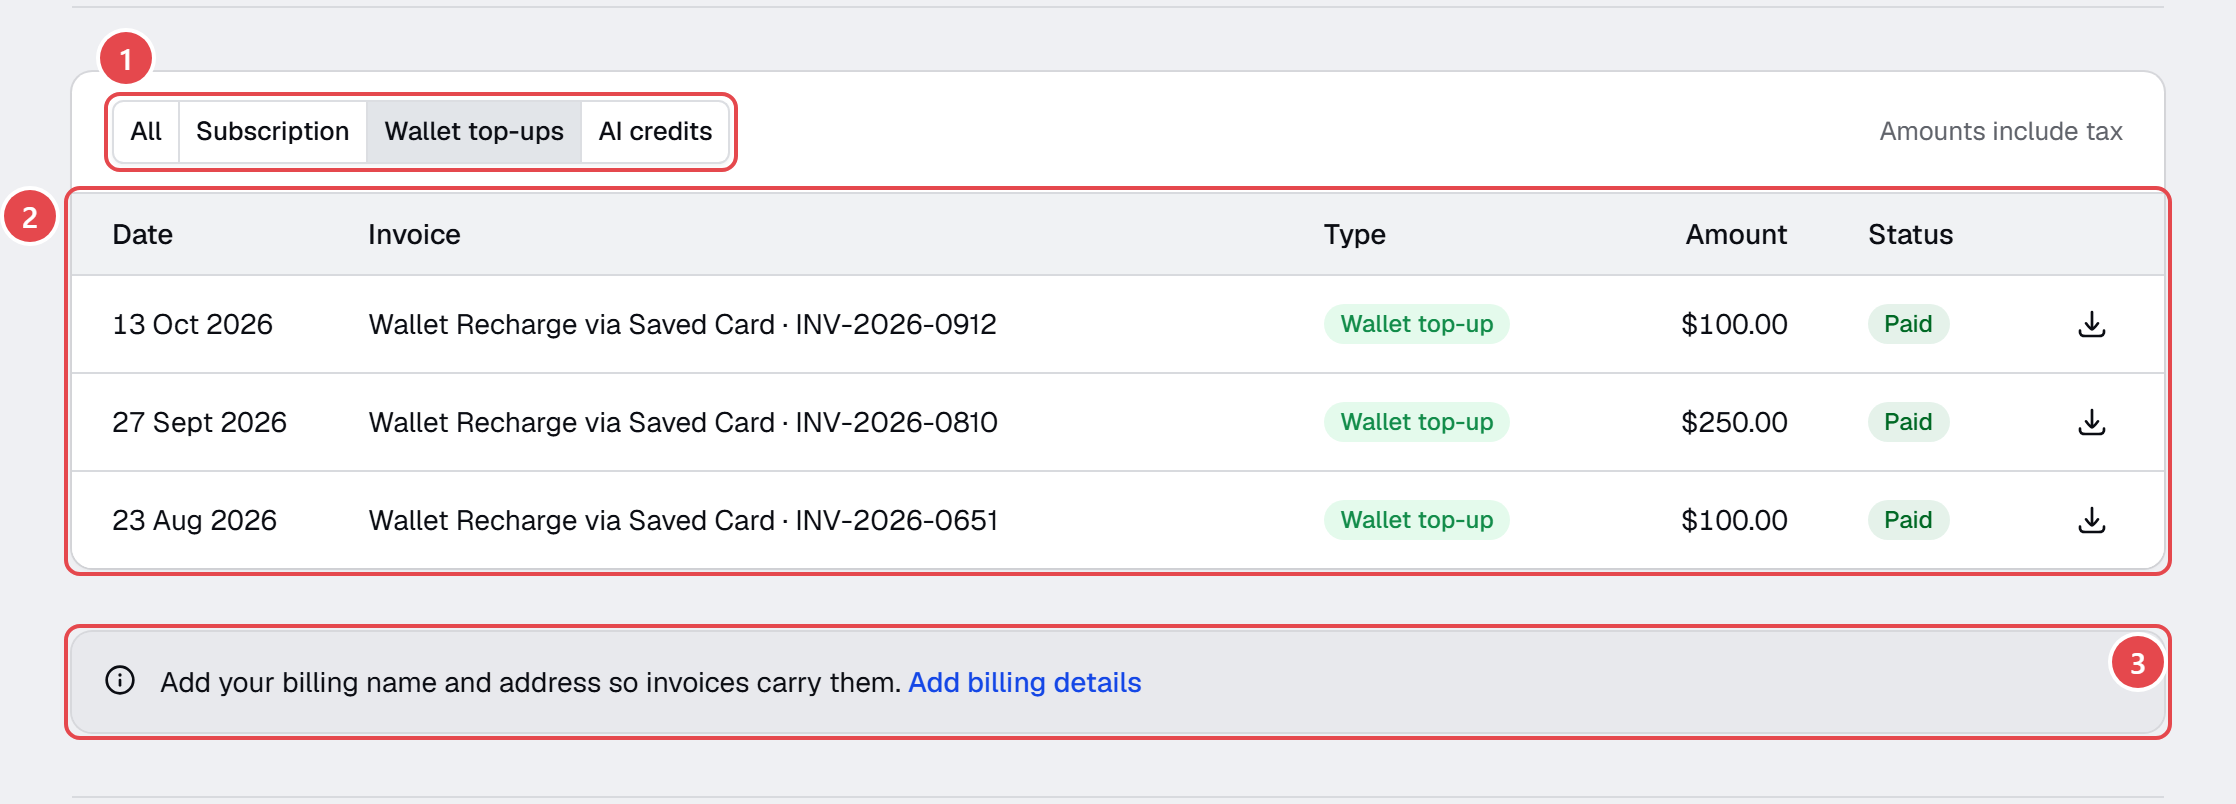 1
All Subscription Wallet top-ups AI credits Amounts include tax
2
Date Invoice Type Amount Status
13 Oct 2026 Wallet Recharge via Saved Card · INV-2026-0912 Wallet top-up $100.00 Paid
27 Sept 2026 Wallet Recharge via Saved Card · INV-2026-0810 Wallet top-up $250.00 Paid
23 Aug 2026 Wallet Recharge via Saved Card · INV-2026-0651 Wallet top-up $100.00 Paid
3
Add your billing name and address so invoices carry them. Add billing details